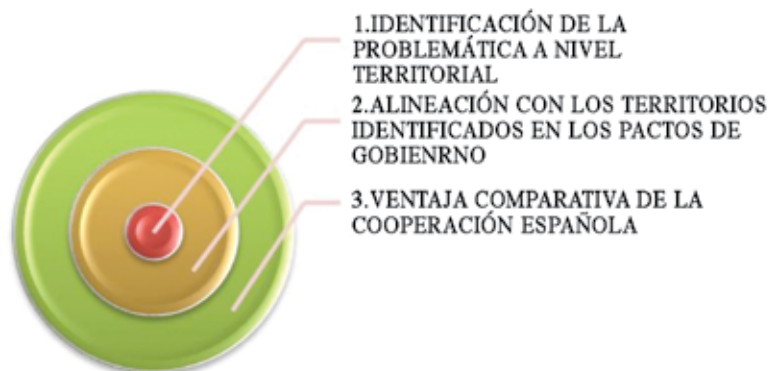 1.IDENTIFICACIÓN DE LA
PROBLEMÁTICA A NIVEL
TERRITORIAL
2.ALINEACIÓN CON LOS TERRITORIOS
IDENTIFICADOS EN LOS PACTOS DE
GOBIENRNO
3.VENTAJA COMPARATIVA DE LA
COOPERACIÓN ESPAÑOLA